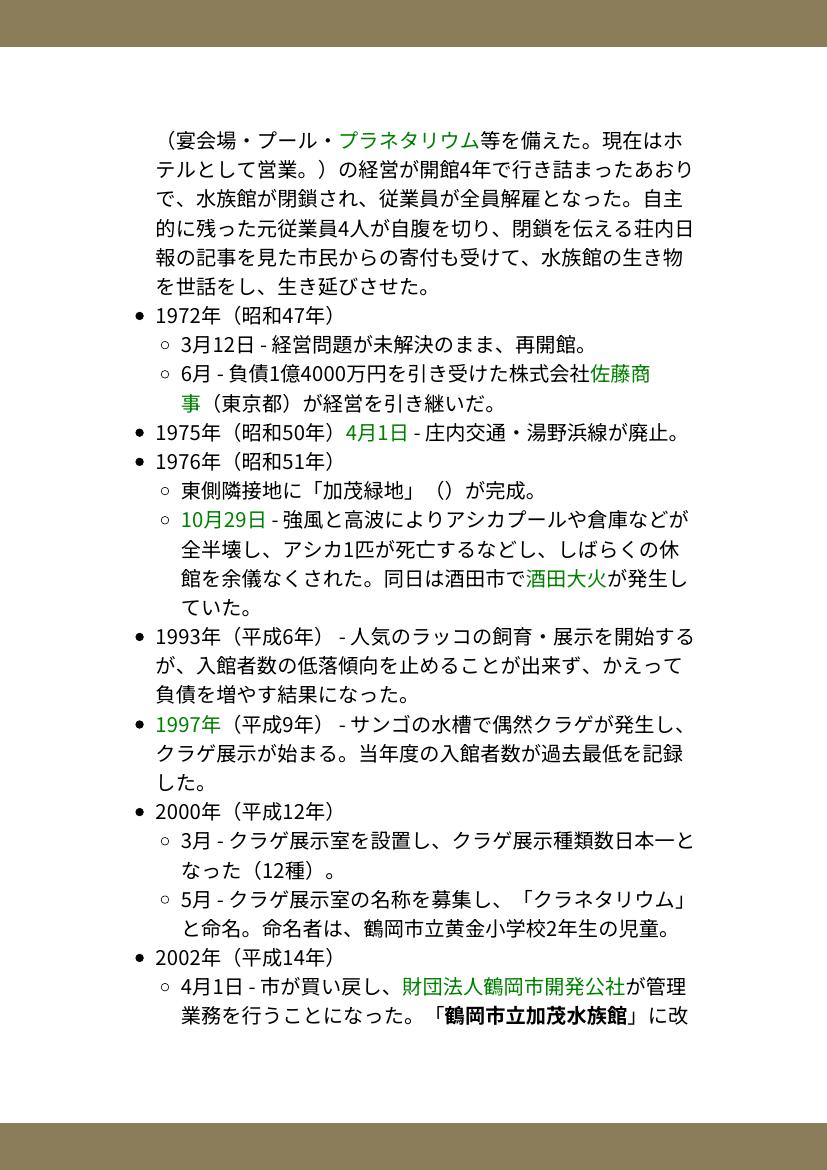 （宴会場・プール・プラネタリウム等を備えた。現在はホ
テルとして営業。）の経営が開館4年で行き詰まったあおり
で、水族館が閉鎖され、従業員が全員解雇となった。自主
的に残った元従業員4人が自腹を切り、閉鎖を伝える荘内日
報の記事を見た市民からの寄付も受けて、水族館の生き物
を世話をし、生き延びさせた。
• 1972年（昭和47年）
○ 3月12日 - 経営問題が未解決のまま、再開館。
○ 6月 - 負債1億4000万円を引き受けた株式会社佐藤商
事（東京都）が経営を引き継いだ。
• 1975年（昭和50年）4月1日 - 庄内交通・湯野浜線が廃止。
• 1976年（昭和51年）
○ 東側隣接地に「加茂緑地」（）が完成。
○ 10月29日 - 強風と高波によりアシカプールや倉庫などが
全半壊し、アシカ1匹が死亡するなどし、しばらくの休
館を余儀なくされた。同日は酒田市で酒田大火が発生し
ていた。
• 1993年（平成6年） - 人気のラッコの飼育・展示を開始する
が、入館者数の低落傾向を止めることが出来ず、かえって
負債を増やす結果になった。
• 1997年（平成9年） - サンゴの水槽で偶然クラゲが発生し、
クラゲ展示が始まる。当年度の入館者数が過去最低を記録
した。
• 2000年（平成12年）
○ 3月 - クラゲ展示室を設置し、クラゲ展示種類数日本一と
なった（12種）。
○ 5月 - クラゲ展示室の名称を募集し、「クラネタリウム」
と命名。命名者は、鶴岡市立黄金小学校2年生の児童。
• 2002年（平成14年）
○ 4月1日 - 市が買い戻し、財団法人鶴岡市開発公社が管理
業務を行うことになった。「鶴岡市立加茂水族館」に改